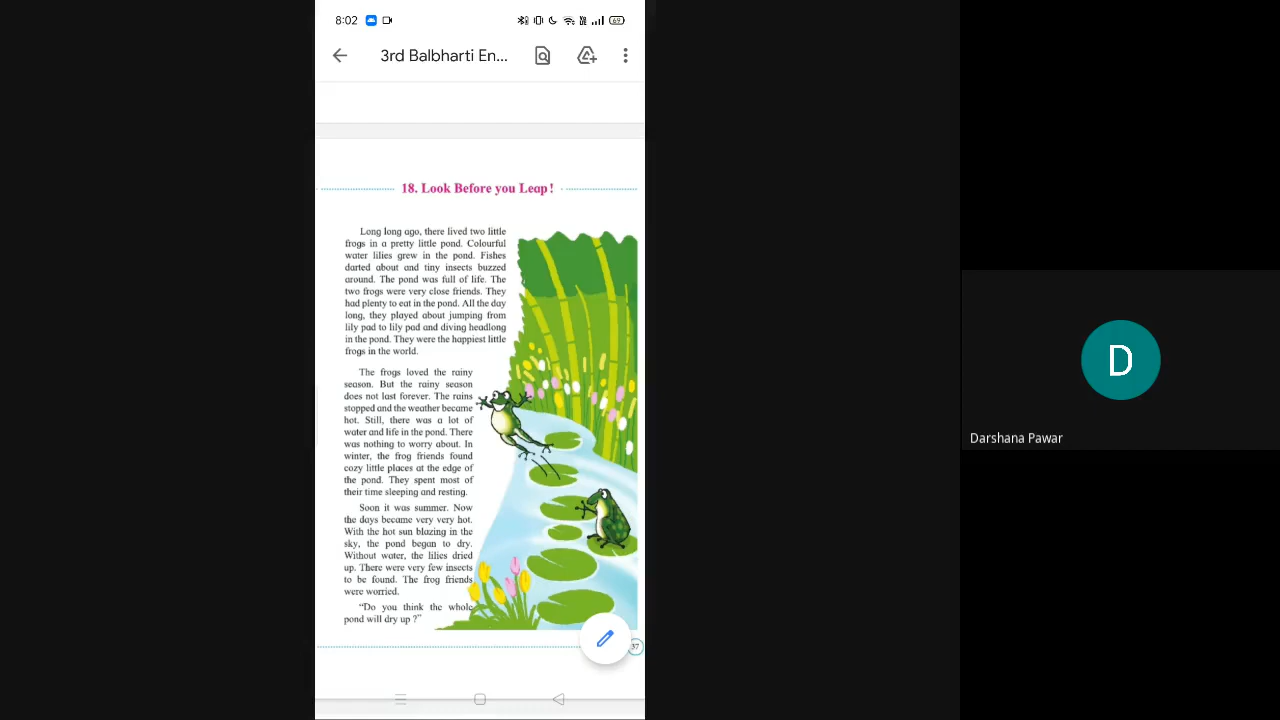 8:02
69
3rd Balbharti En...
18. Look Before you Leap!
Long long ago, there lived two little
frogs in a pretty little pond. Colourful
water lilies grew in the pond. Fishes
darted about and tiny insects buzzed
around. The pond was full of life. The
two frogs were very close friends. They
had plenty to eat in the pond. All the day
long, they played about jumping from
lily pad to lily pad and diving headlong
in the pond. They were the happiest little
frogs in the world.
The frogs loved the rainy
season. But the rainy season
does not last forever. The rains
stopped and the weather became
hot. Still, there was a lot of
water and life in the pond. There
was nothing to worry about. In
winter, the frog friends found
cozy little places at the edge of
the pond. They spent most of
their time sleeping and resting.
Soon it was summer. Now
the days became very very hot.
With the hot sun blazing in the
sky, the pond began to dry.
Without water, the lilies dried
up. There were very few insects
to be found. The frog friends
were worried.
“Do you think the whole
pond will dry up ?”
37
D
Darshana Pawar